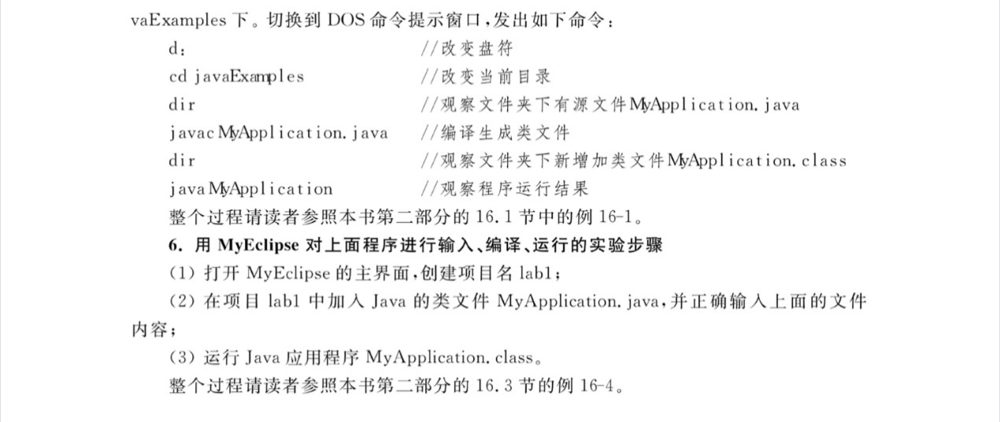 vaExamples 下。切换到 DOS 命令提示窗口,发出如下命令:
d: //改变盘符
cd javaExamples //改变当前目录
dir //观察文件夹下有源文件MyApplication.java
javac MyApplication.java //编译生成类文件
dir //观察文件夹下新增加类文件MyApplication.class
java MyApplication //观察程序运行结果
整个过程请读者参照本书第二部分的 16.1 节中的例 16-1。
6. 用 MyEclipse 对上面程序进行输入、编译、运行的实验步骤
(1) 打开 MyEclipse 的主界面,创建项目名 lab1;
(2) 在项目 lab1 中加入 Java 的类文件 MyApplication.java,并正确输入上面的文件
内容;
(3) 运行 Java 应用程序 MyApplication.class。
整个过程请读者参照本书第二部分的 16.3 节的例 16-4。